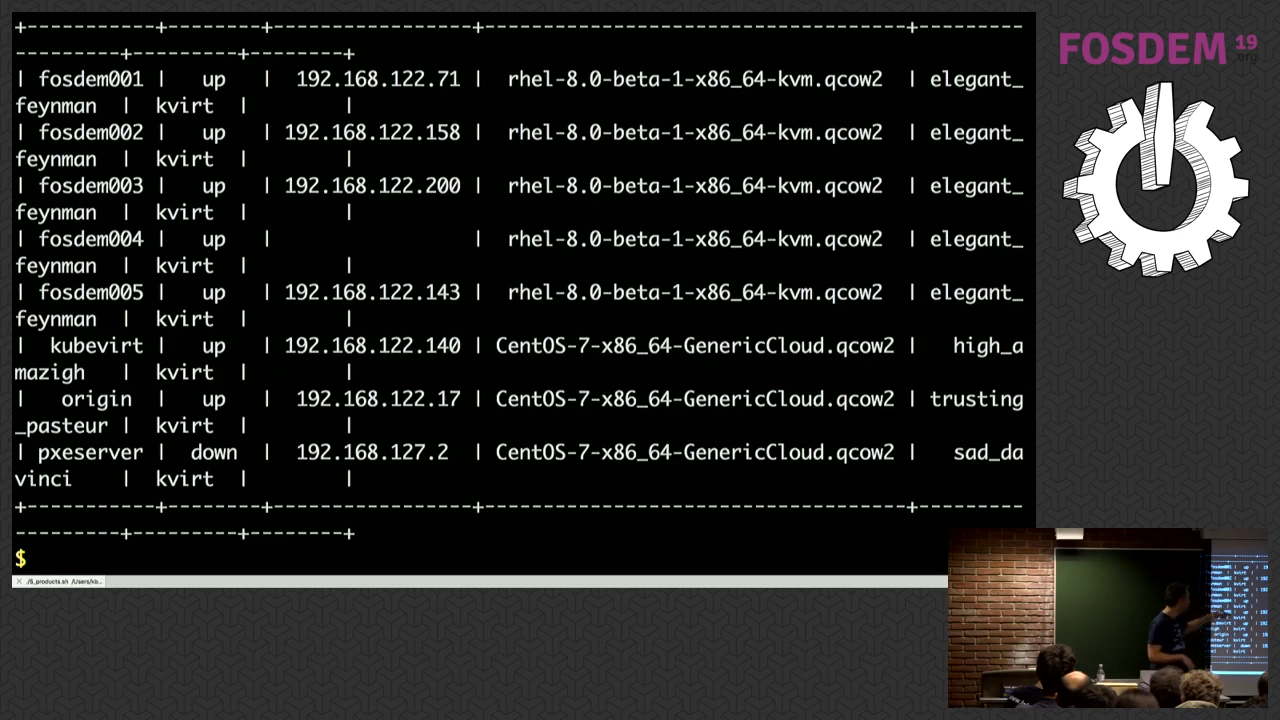 +-----------+--------+-----------------+------------------------------------+---------
---------+---------+--------+
| fosdem001 |   up   |  192.168.122.71 |  rhel-8.0-beta-1-x86_64-kvm.qcow2  | elegant_
feynman  |  kvirt  |        |
| fosdem002 |   up   | 192.168.122.158 |  rhel-8.0-beta-1-x86_64-kvm.qcow2  | elegant_
feynman  |  kvirt  |        |
| fosdem003 |   up   | 192.168.122.200 |  rhel-8.0-beta-1-x86_64-kvm.qcow2  | elegant_
feynman  |  kvirt  |        |
| fosdem004 |   up   |                 |  rhel-8.0-beta-1-x86_64-kvm.qcow2  | elegant_
feynman  |  kvirt  |        |
| fosdem005 |   up   | 192.168.122.143 |  rhel-8.0-beta-1-x86_64-kvm.qcow2  | elegant_
feynman  |  kvirt  |        |
|  kubevirt |   up   | 192.168.122.140 | CentOS-7-x86_64-GenericCloud.qcow2 |   high_a
mazigh   |  kvirt  |        |
|   origin  |   up   |  192.168.122.17 | CentOS-7-x86_64-GenericCloud.qcow2 | trusting
_pasteur |  kvirt  |        |
| pxeserver |  down  |  192.168.127.2  | CentOS-7-x86_64-GenericCloud.qcow2 |   sad_da
vinci    |  kvirt  |        |
+-----------+--------+-----------------+------------------------------------+---------
---------+---------+--------+
$
./5_products.sh /Users/kb...
FOSDEM 19
.org